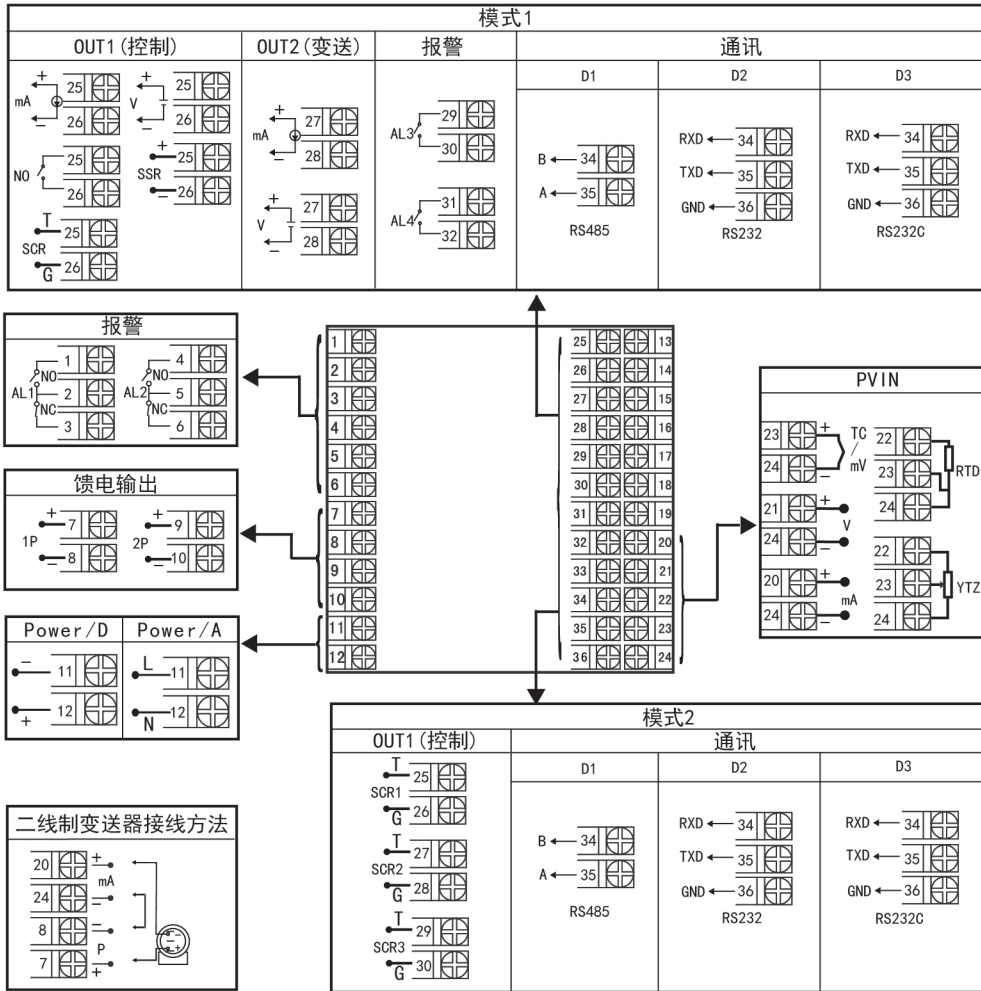 模式1
OUT1(控制)
OUT2(变送)
报警
通讯
D1
D2
D3
+
mA
−
25
26
+
V
−
25
26
NO
25
26
+
SSR
−
25
26
T
SCR
G
25
26
+
mA
−
27
28
+
V
−
27
28
AL3
29
30
AL4
31
32
B
34
A
35
RS485
RXD
34
TXD
35
GND
36
RS232
RXD
34
TXD
35
GND
36
RS232C
报警
AL1
1
NO
2
NC
3
AL2
4
NO
5
NC
6
馈电输出
1P
+
7
−
8
2P
+
9
−
10
Power/D
Power/A
−
11
+
12
L
11
N
12
1
2
3
4
5
6
7
8
9
10
11
12
25
13
26
14
27
15
28
16
29
17
30
18
31
19
32
20
33
21
34
22
35
23
36
24
PVIN
23
+
24
−
TC
/
mV
21
+
V
24
−
20
+
mA
24
−
22
23
24
RTD
22
23
24
YTZ
二线制变送器接线方法
20
+
mA
24
−
8
−
P
7
+
−
−
+
模式2
OUT1(控制)
通讯
D1
D2
D3
T
25
SCR1
G
26
T
27
SCR2
G
28
T
29
SCR3
G
30
B
34
A
35
RS485
RXD
34
TXD
35
GND
36
RS232
RXD
34
TXD
35
GND
36
RS232C